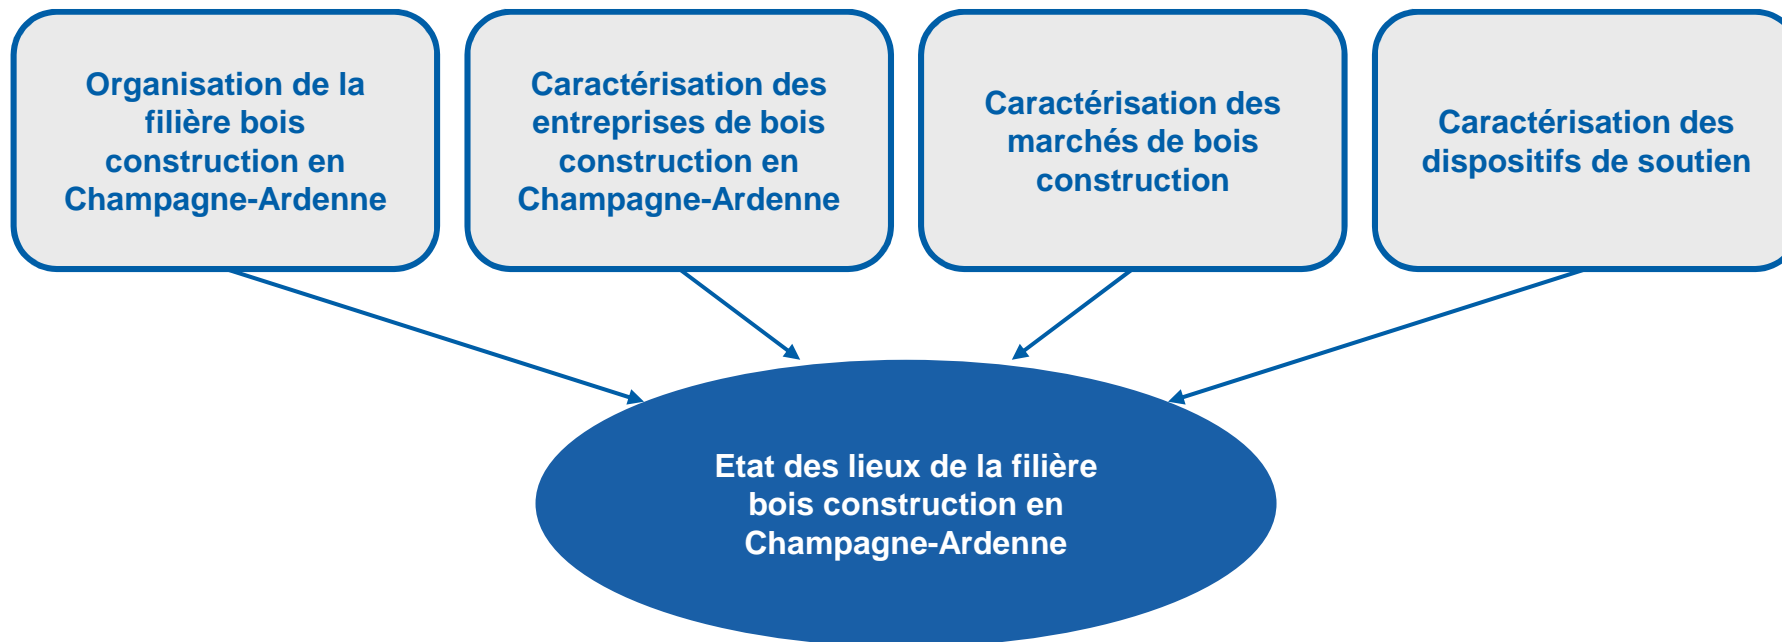 Organisation de la
filière bois
construction en
Champagne-Ardenne
Caractérisation des
entreprises de bois
construction en
Champagne-Ardenne
Caractérisation des
marchés de bois
construction
Caractérisation des
dispositifs de soutien
Etat des lieux de la filière
bois construction en
Champagne-Ardenne